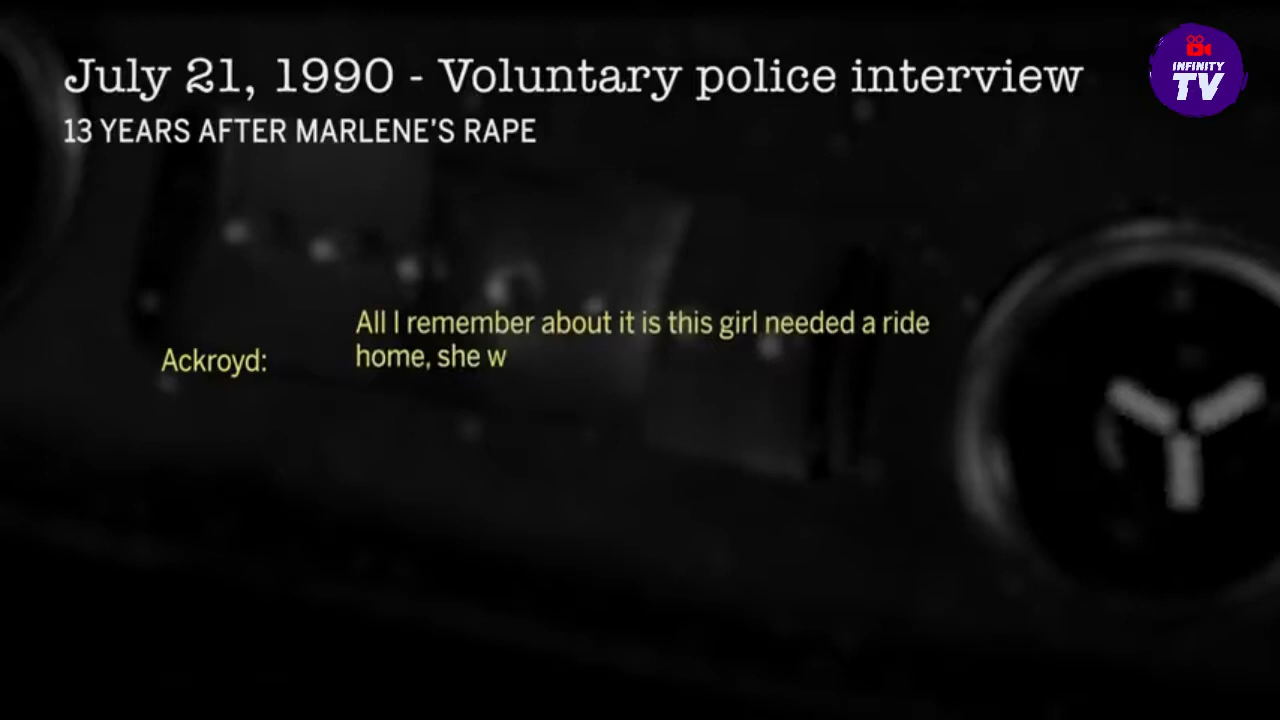 July 21, 1990 - Voluntary police interview
13 YEARS AFTER MARLENE'S RAPE
INFINITY
TV
All I remember about it is this girl needed a ride
Ackroyd: home, she w